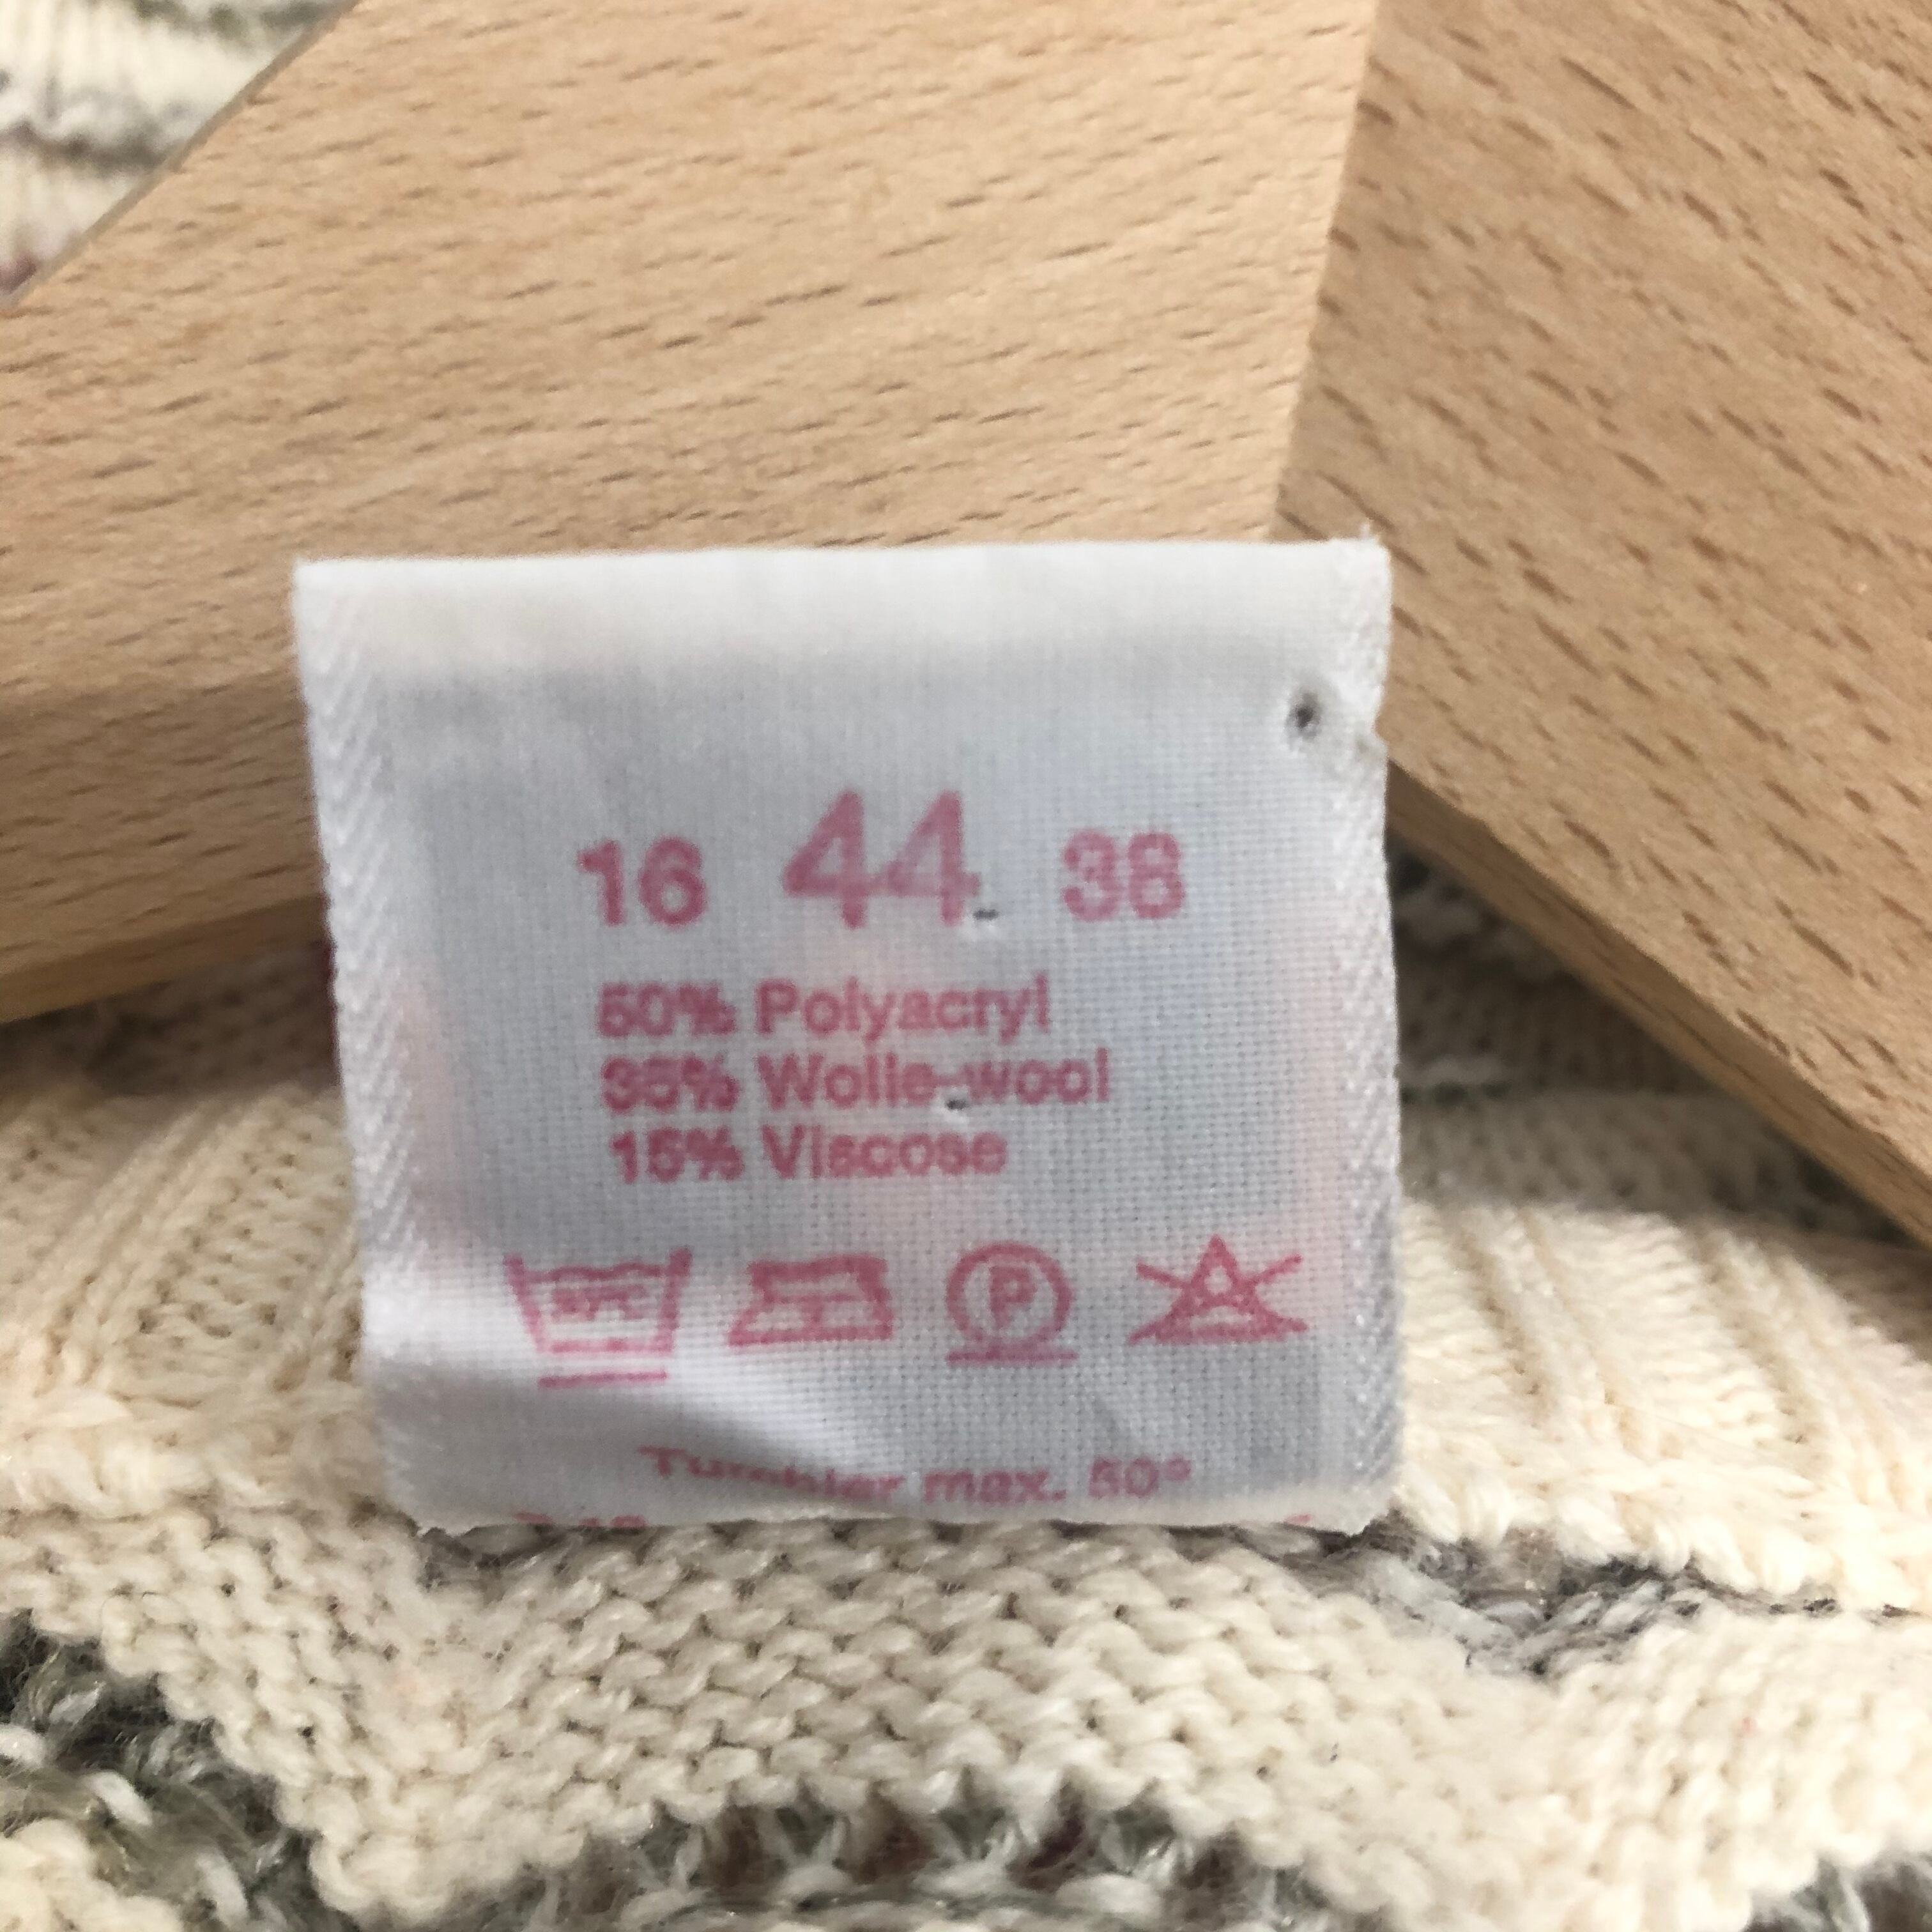 16 44 38
50% Polyacryl
35% Wolle-wool
15% Viscose
P A
Tumbler max. 50°